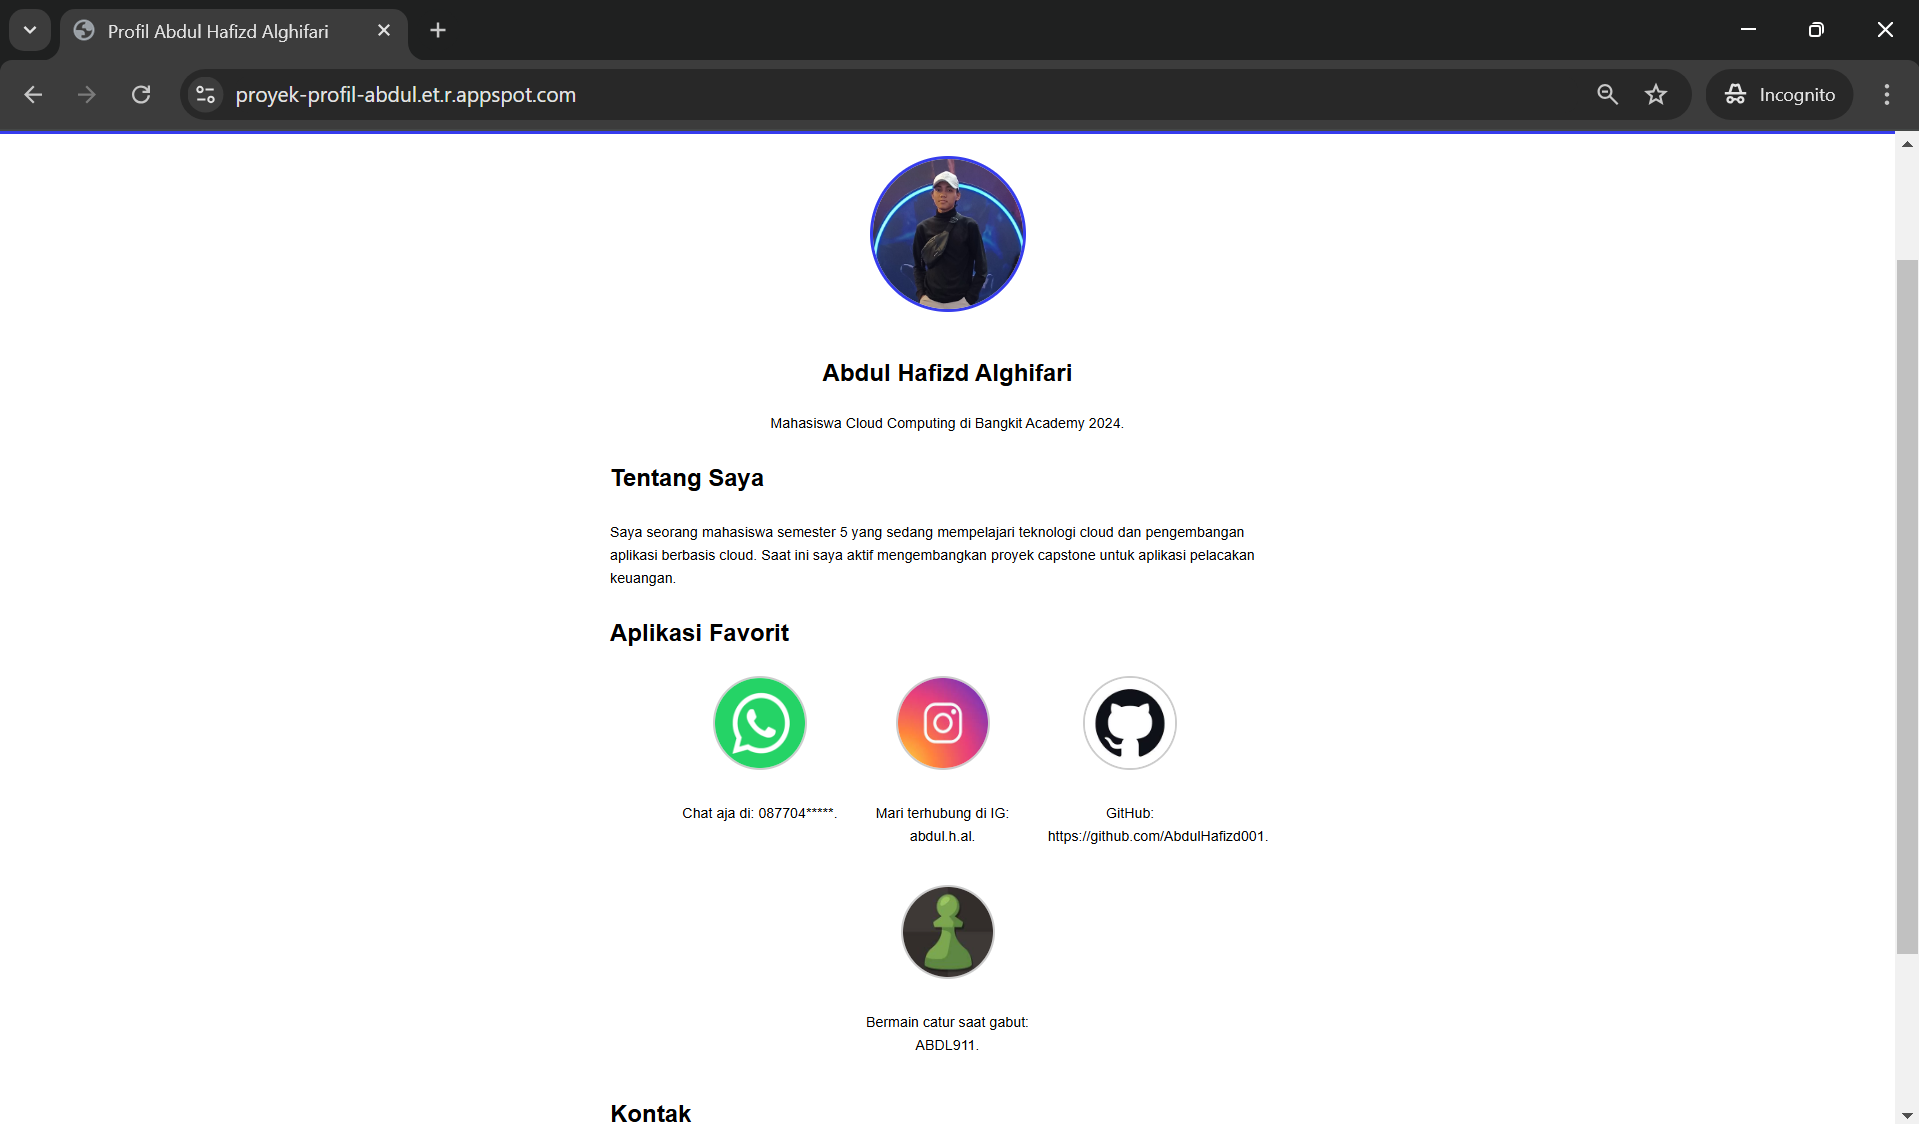 Profil Abdul Hafizd Alghifari
proyek-profil-abdul.et.r.appspot.com
Incognito
Abdul Hafizd Alghifari
Mahasiswa Cloud Computing di Bangkit Academy 2024.
Tentang Saya
Saya seorang mahasiswa semester 5 yang sedang mempelajari teknologi cloud dan pengembangan
aplikasi berbasis cloud. Saat ini saya aktif mengembangkan proyek capstone untuk aplikasi pelacakan
keuangan.
Aplikasi Favorit
Chat aja di: 087704*****.
Mari terhubung di IG:
abdul.h.al.
GitHub:
https://github.com/AbdulHafizd001.
Bermain catur saat gabut:
ABDL911.
Kontak